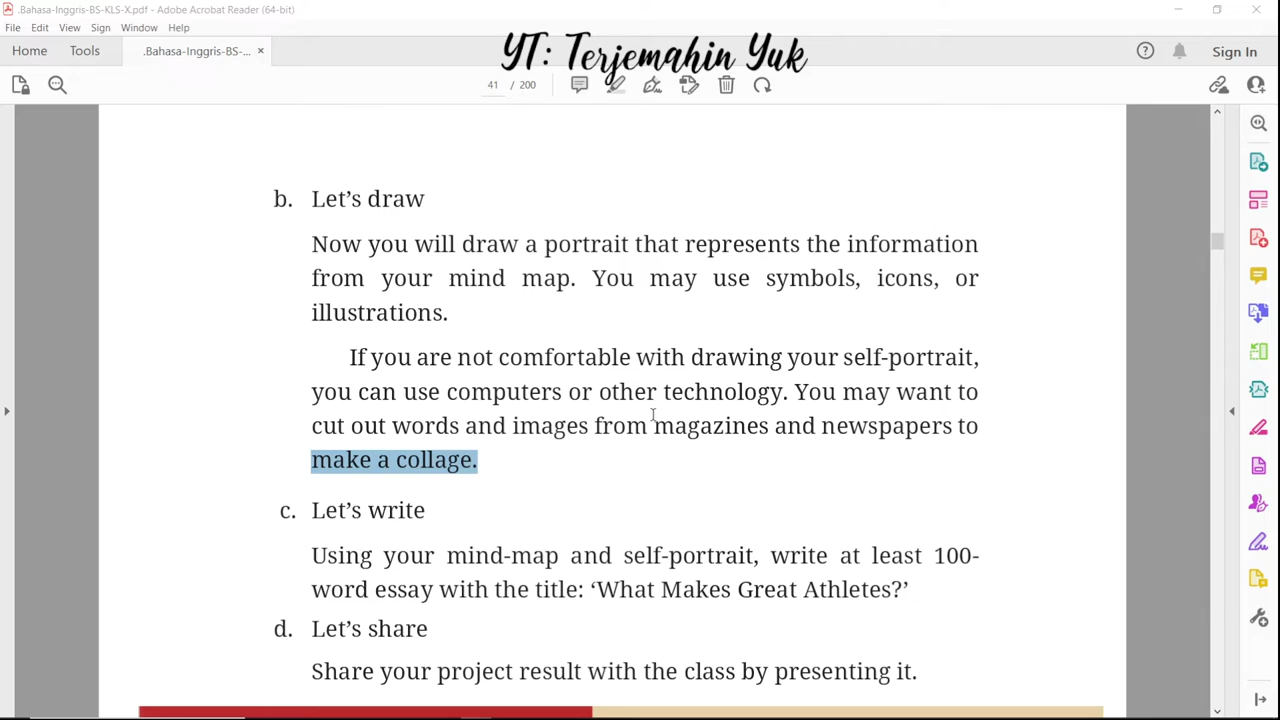 .Bahasa-Inggris-BS-KLS-X.pdf - Adobe Acrobat Reader (64-bit)
File Edit View Sign Window Help
Home Tools .Bahasa-Inggris-BS-... × Sign In
YT: Terjemahin Yuk
41 / 200
b. Let’s draw
Now you will draw a portrait that represents the information
from your mind map. You may use symbols, icons, or
illustrations.
If you are not comfortable with drawing your self-portrait,
you can use computers or other technology. You may want to
cut out words and images from magazines and newspapers to
make a collage.
c. Let’s write
Using your mind-map and self-portrait, write at least 100-
word essay with the title: ‘What Makes Great Athletes?’
d. Let’s share
Share your project result with the class by presenting it.